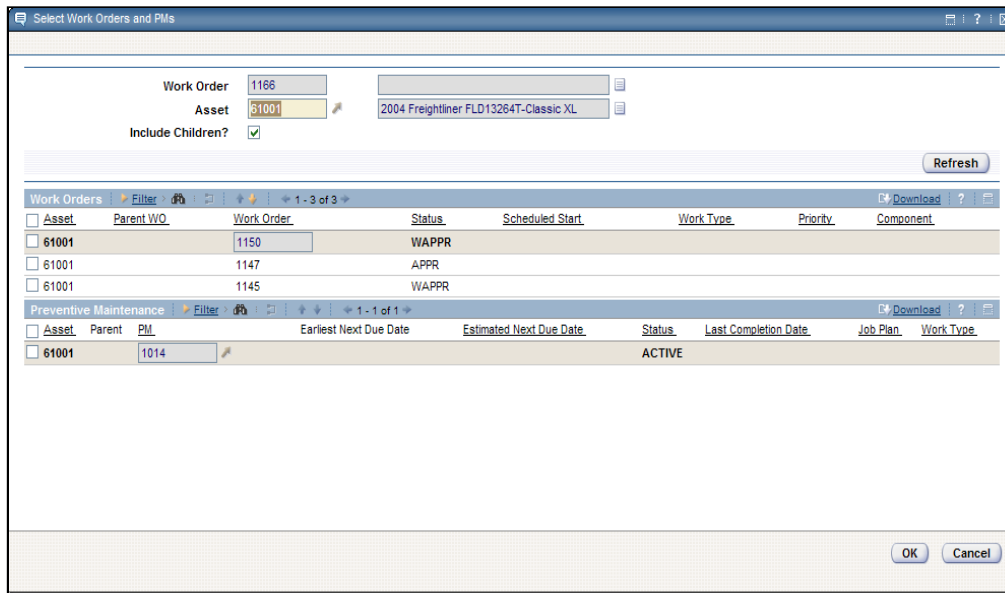 Select Work Orders and PMs ?
Work Order 1166
Asset 61001 2004 Freightliner FLD13264T-Classic XL
Include Children?
Refresh
Work Orders Filter 1 - 3 of 3 Download ?
Asset Parent WO Work Order Status Scheduled Start Work Type Priority Component
61001 1150 WAPPR
61001 1147 APPR
61001 1145 WAPPR
Preventive Maintenance Filter 1 - 1 of 1 Download ?
Asset Parent PM Earliest Next Due Date Estimated Next Due Date Status Last Completion Date Job Plan Work Type
61001 1014 ACTIVE
OK Cancel